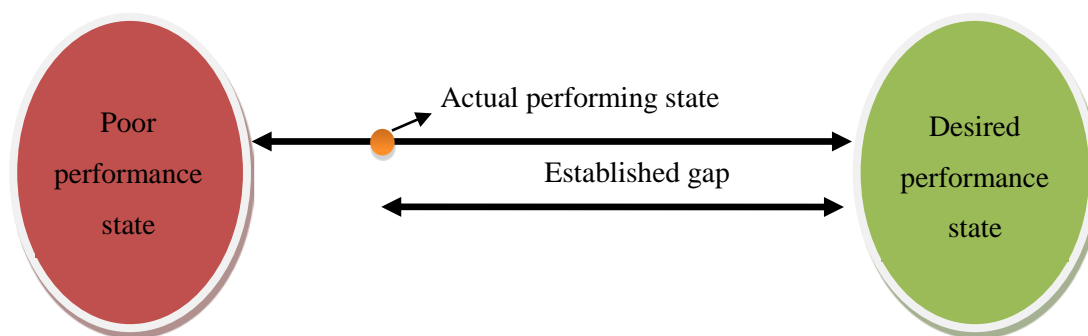 Poor
performance
state
Actual performing state
Established gap
Desired
performance
state